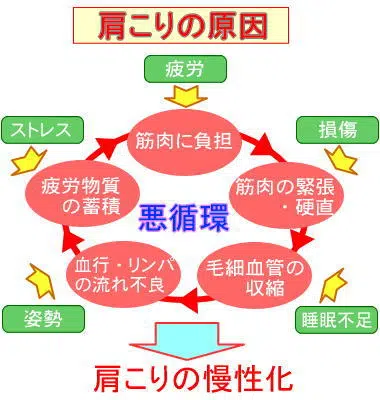 肩こりの原因
疲労
ストレス
損傷
筋肉に負担
疲労物質
の蓄積
筋肉の緊張
・硬直
悪循環
血行・リンパ
の流れ不良
毛細血管の
収縮
姿勢
睡眠不足
肩こりの慢性化